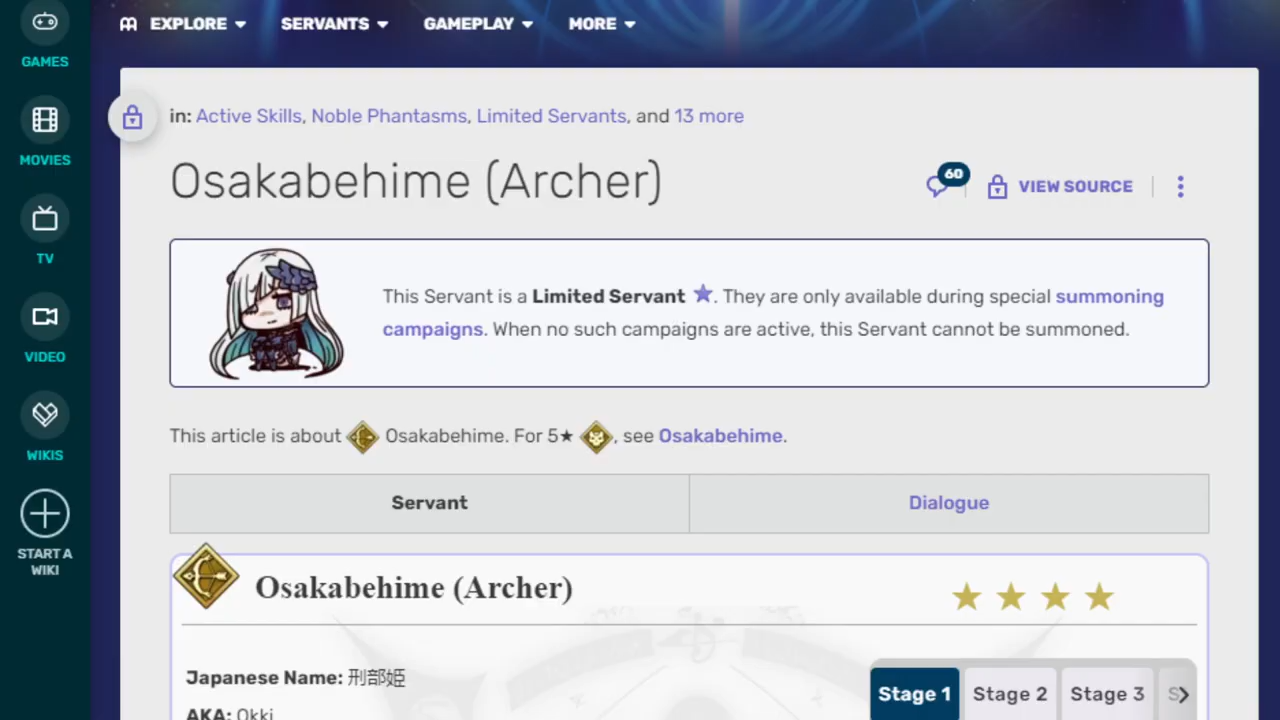 EXPLORE SERVANTS GAMEPLAY MORE
GAMES
MOVIES
TV
VIDEO
WIKIS
START A
WIKI
in: Active Skills, Noble Phantasms, Limited Servants, and 13 more
Osakabehime (Archer)
60
VIEW SOURCE
This Servant is a Limited Servant ★. They are only available during special summoning
campaigns. When no such campaigns are active, this Servant cannot be summoned.
This article is about Osakabehime. For 5★ , see Osakabehime.
Servant Dialogue
Osakabehime (Archer)
★ ★ ★ ★
Japanese Name: 刑部姫
AKA: Okki
Stage 1 Stage 2 Stage 3 S